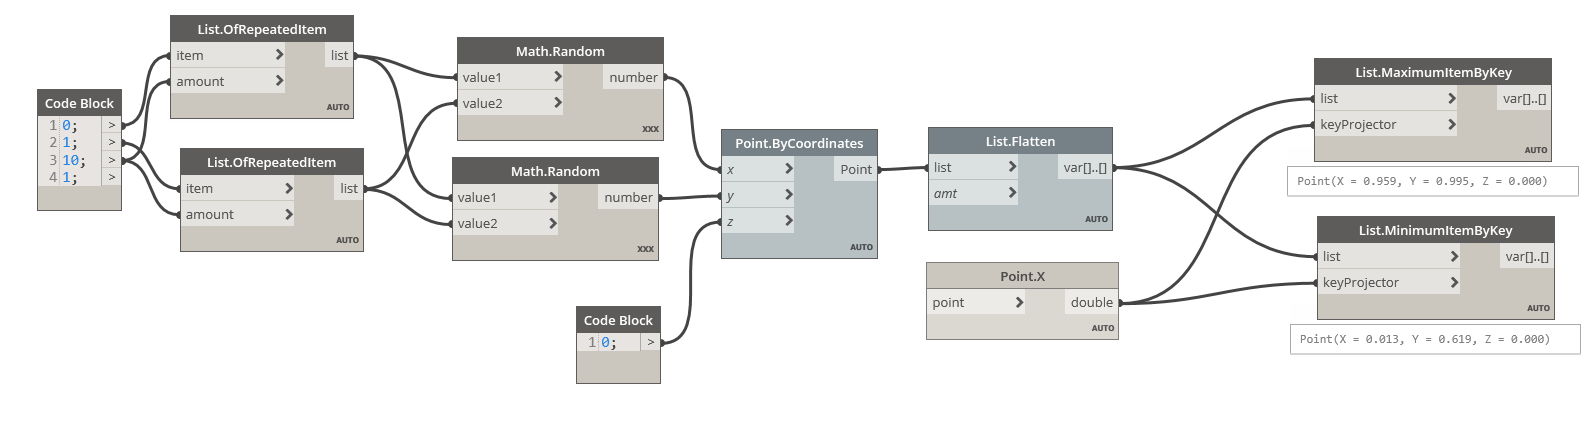 Code Block
1 0; >
2 1; >
3 10; >
4 1; >
List.OfRepeatedItem
item > list
amount >
AUTO
List.OfRepeatedItem
item > list
amount >
AUTO
Math.Random
value1 > number
value2 >
xxx
Math.Random
value1 > number
value2 >
xxx
Code Block
1 0; >
Point.ByCoordinates
x > Point
y >
z >
AUTO
List.Flatten
list > var[]..[]
amt >
AUTO
Point.X
point > double
AUTO
List.MaximumItemByKey
list > var[]..[]
keyProjector >
AUTO
Point(X = 0.959, Y = 0.995, Z = 0.000)
List.MinimumItemByKey
list > var[]..[]
keyProjector >
AUTO
Point(X = 0.013, Y = 0.619, Z = 0.000)